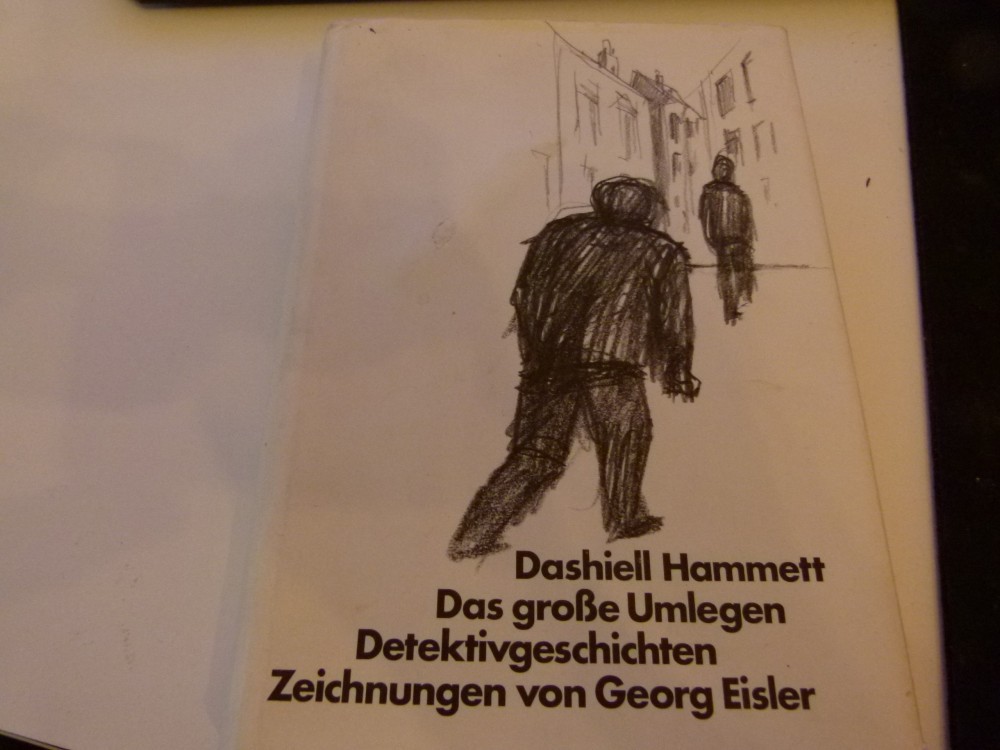 Dashiell Hammett
Das große Umlegen
Detektivgeschichten
Zeichnungen von Georg Eisler